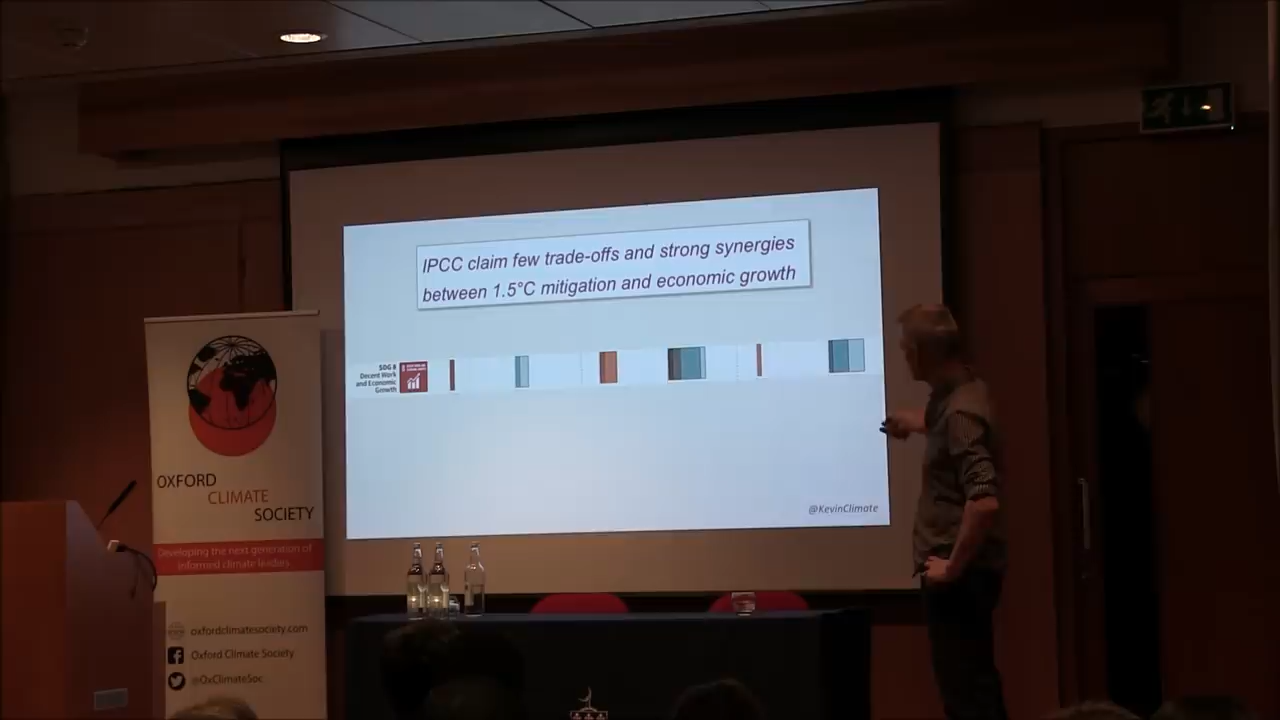 IPCC claim few trade-offs and strong synergies
between 1.5°C mitigation and economic growth
SDG 8
Decent Work
and Economic
Growth
@KevinClimate
OXFORD
CLIMATE
SOCIETY
Developing the next generation of
informed climate leaders.
oxfordclimatesociety.com
Oxford Climate Society
@OxClimateSoc